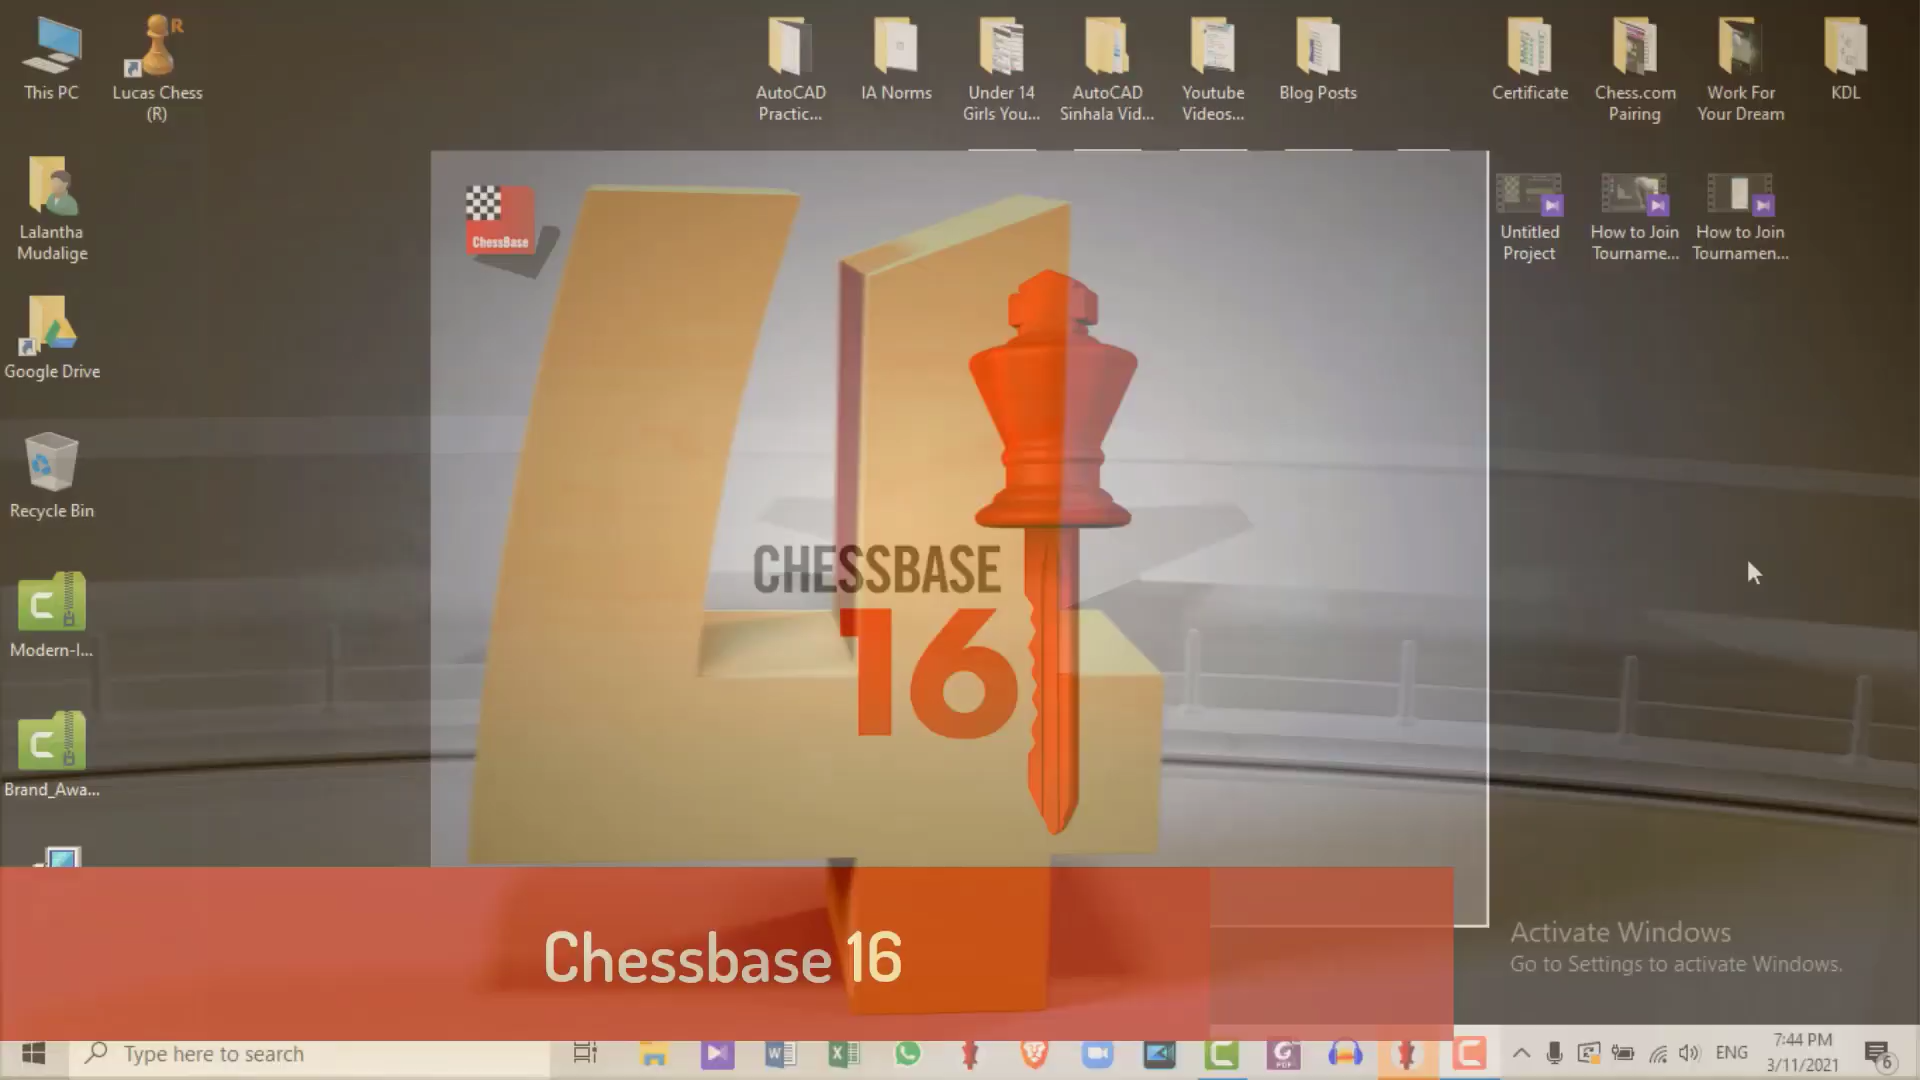 This PC
Lucas Chess
(R)
AutoCAD
Practic...
IA Norms
Under 14
Girls You...
AutoCAD
Sinhala Vid...
Youtube
Videos...
Blog Posts
Certificate
Chess.com
Pairing
Work For
Your Dream
KDL
Lalantha
Mudalige
ChessBase
Untitled
Project
How to Join
Tourname...
How to Join
Tournamen...
Google Drive
Recycle Bin
CHESSBASE
16
Modern-I...
Brand_Awa...
Chessbase 16
Activate Windows
Go to Settings to activate Windows.
Type here to search
ENG
7:44 PM
3/11/2021
6